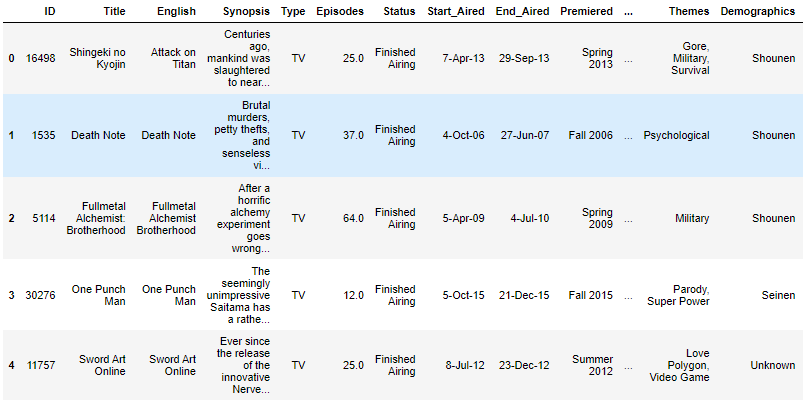 ID
Title
English
Synopsis
Type
Episodes
Status
Start_Aired
End_Aired
Premiered
...
Themes
Demographics
0
16498
Shingeki no
Kyojin
Attack on
Titan
Centuries
ago,
mankind was
slaughtered
to near...
TV
25.0
Finished
Airing
7-Apr-13
29-Sep-13
Spring
2013
...
Gore,
Military,
Survival
Shounen
1
1535
Death Note
Death Note
Brutal
murders,
petty thefts,
and
senseless
vi...
TV
37.0
Finished
Airing
4-Oct-06
27-Jun-07
Fall 2006
...
Psychological
Shounen
2
5114
Fullmetal
Alchemist:
Brotherhood
Fullmetal
Alchemist
Brotherhood
After a
horrific
alchemy
experiment
goes
wrong...
TV
64.0
Finished
Airing
5-Apr-09
4-Jul-10
Spring
2009
...
Military
Shounen
3
30276
One Punch
Man
One Punch
Man
The
seemingly
unimpressive
Saitama has
a rathe...
TV
12.0
Finished
Airing
5-Oct-15
21-Dec-15
Fall 2015
...
Parody,
Super Power
Seinen
4
11757
Sword Art
Online
Sword Art
Online
Ever since
the release
of the
innovative
Nerve...
TV
25.0
Finished
Airing
8-Jul-12
23-Dec-12
Summer
2012
...
Love
Polygon,
Video Game
Unknown